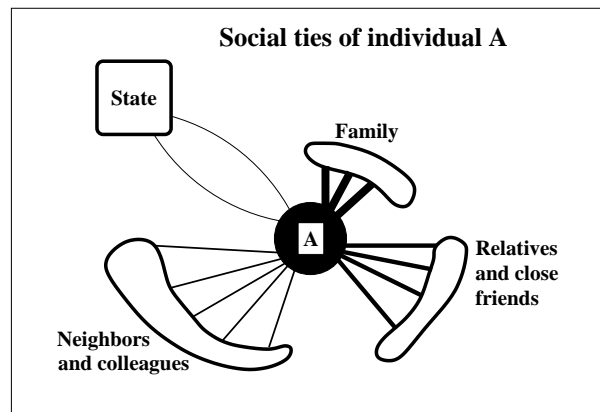 Social ties of individual A
State
Family
A
Relatives
and close
friends
Neighbors
and colleagues